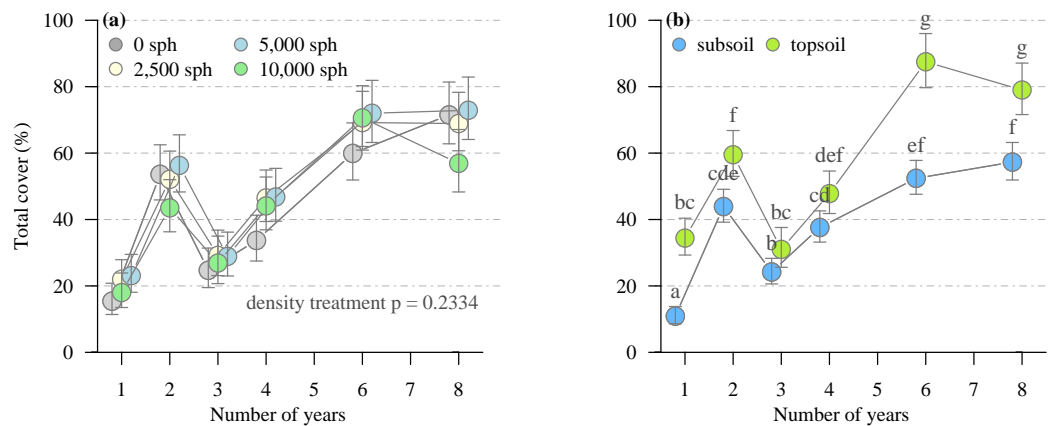 (a)
0 sph
5,000 sph
2,500 sph
10,000 sph
100
80
60
40
20
0
Total cover (%)
density treatment p = 0.2334
1 2 3 4 5 6 7 8
Number of years
(b)
subsoil
topsoil
100
80
60
40
20
0
a
bc
cde
f
b
bc
cd
def
ef
g
f
g
1 2 3 4 5 6 7 8
Number of years